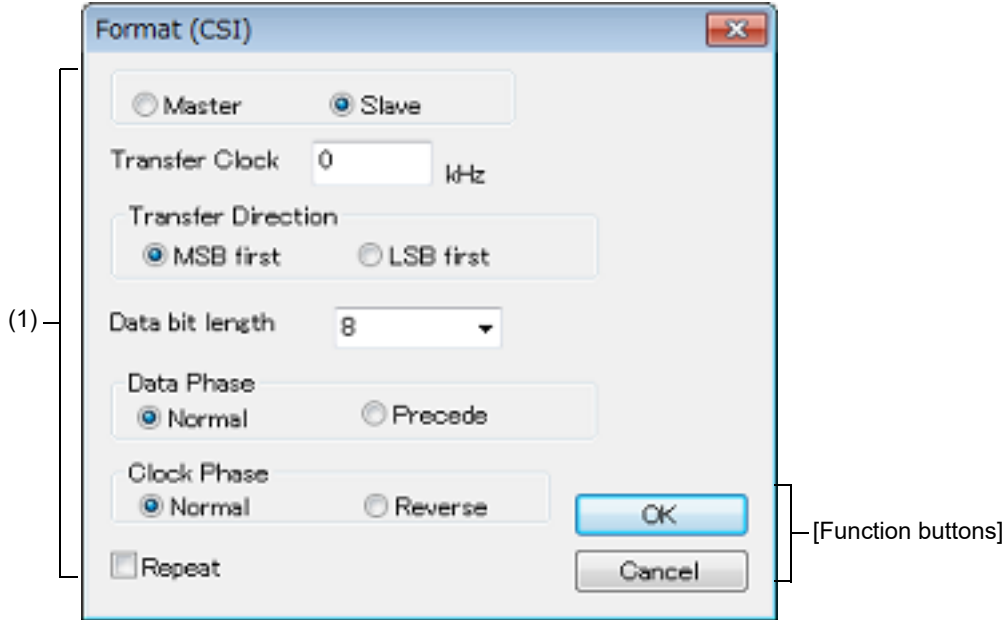 Format (CSI)
Master Slave
Transfer Clock 0 kHz
Transfer Direction
MSB first LSB first
(1)
Data bit length 8
Data Phase
Normal Precede
Clock Phase
Normal Reverse
OK
[Function buttons]
Repeat
Cancel